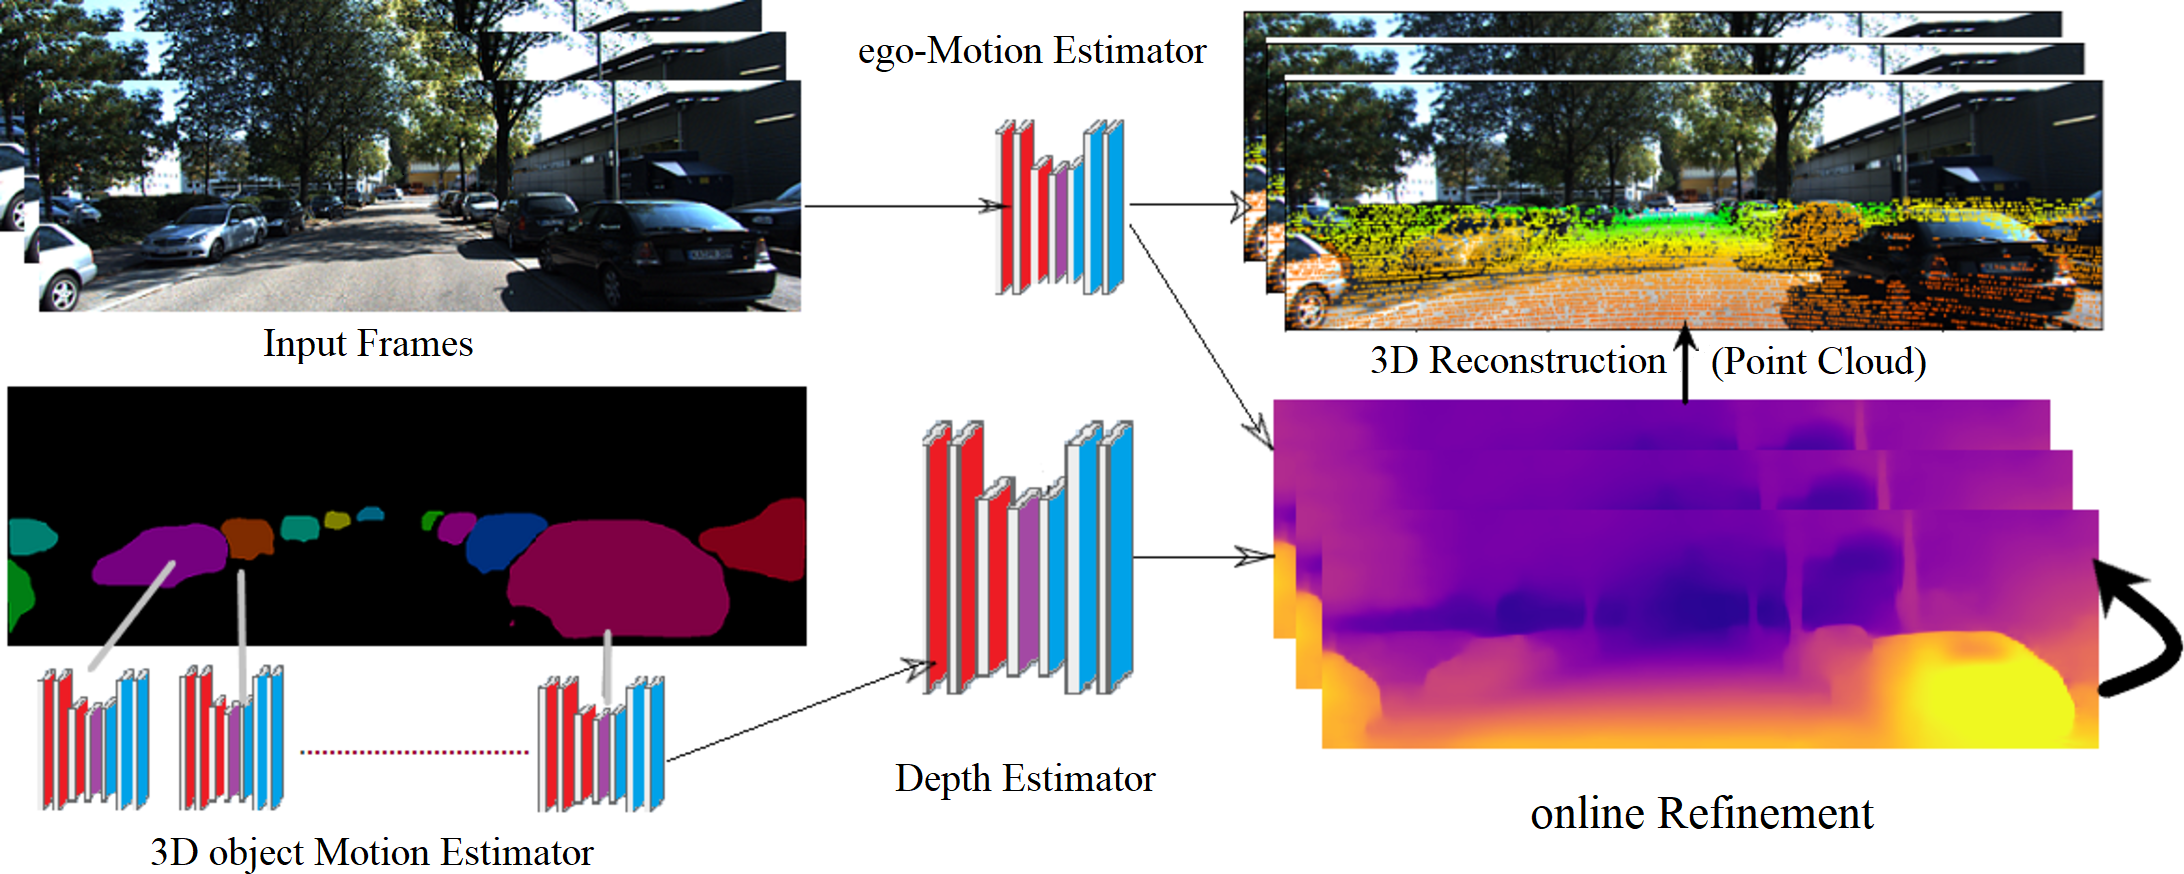 ego-Motion Estimator
Input Frames
3D Reconstruction (Point Cloud)
Depth Estimator
online Refinement
3D object Motion Estimator